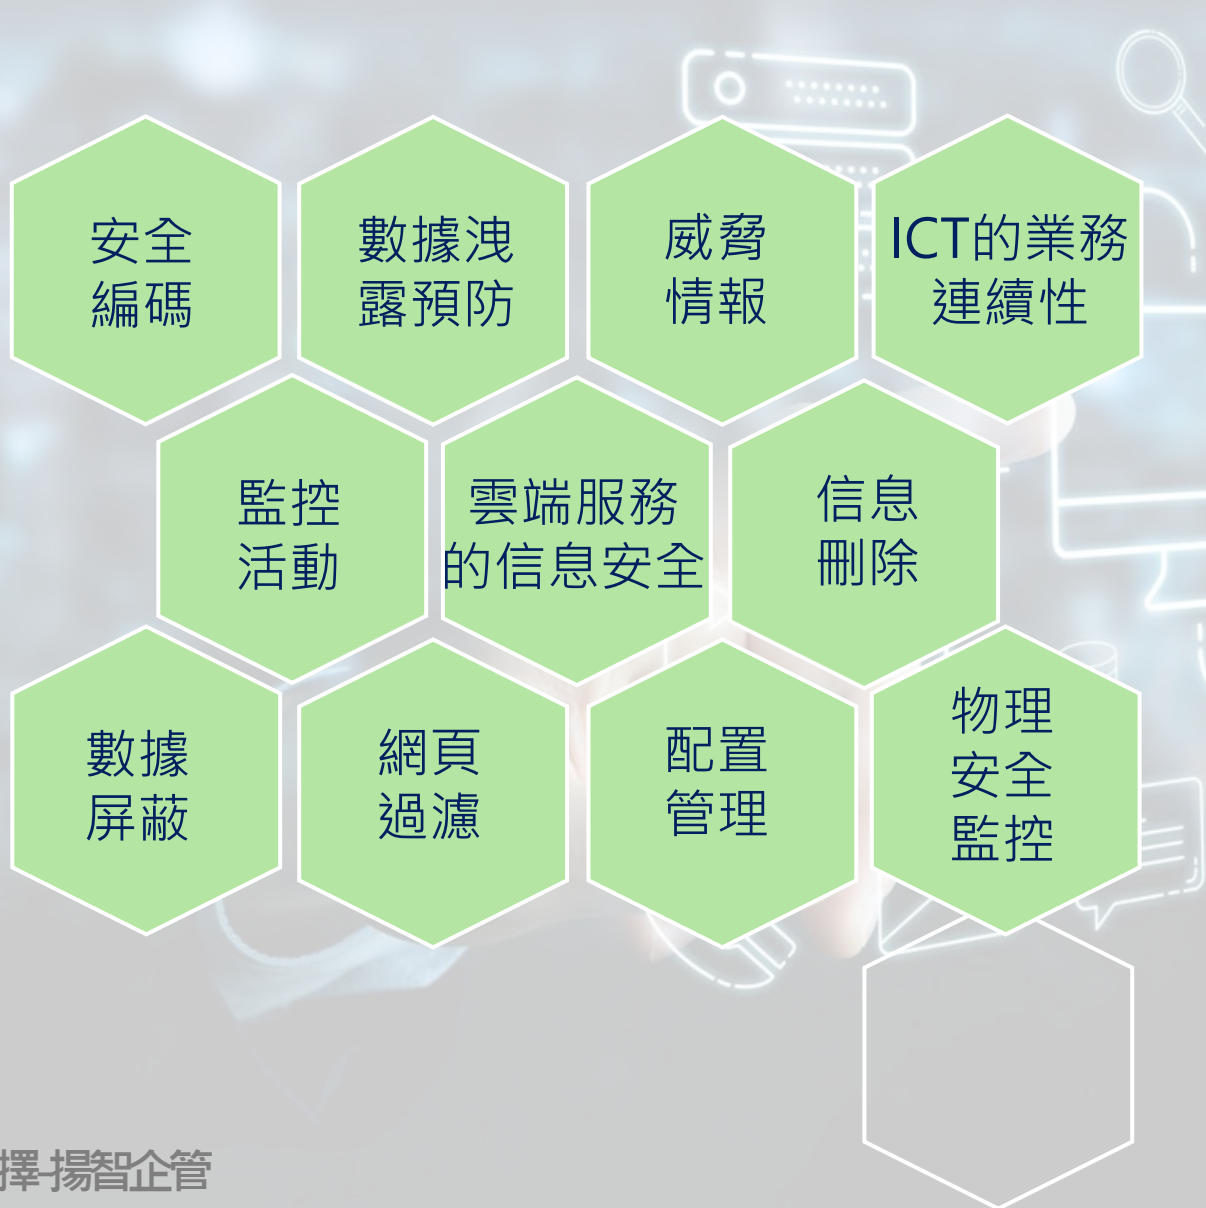 安全
編碼
數據洩
露預防
威脅
情報
ICT的業務
連續性
監控
活動
雲端服務
的信息安全
信息
刪除
數據
屏蔽
網頁
過濾
配置
管理
物理
安全
監控
擇-揚智企管